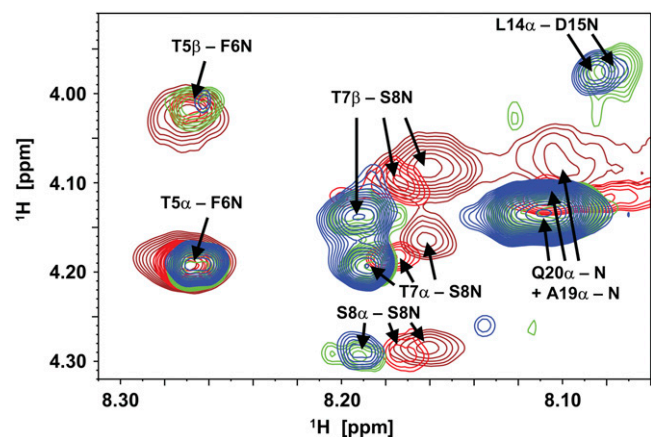 L14α – D15N
T5β – F6N
T7β – S8N
T5α – F6N
T7α – S8N
Q20α – N
+ A19α – N
S8α – S8N
4.00
4.10
4.20
4.30
¹H [ppm]
8.30
8.20
8.10
¹H [ppm]